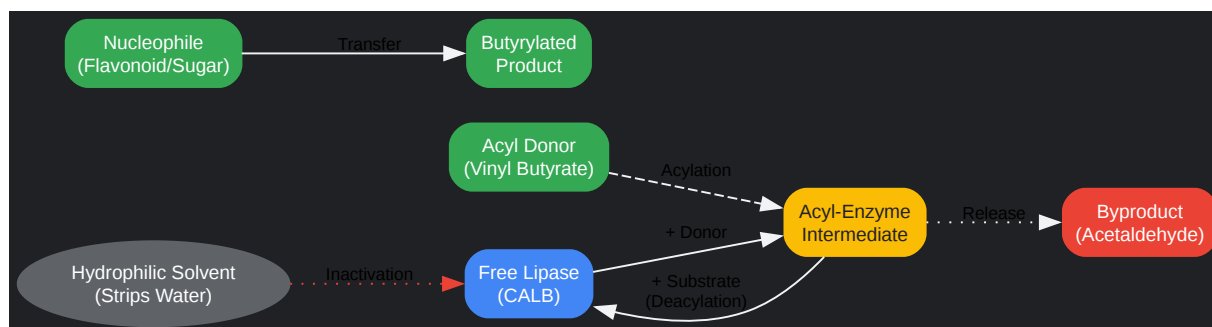 Nucleophile
(Flavonoid/Sugar)
Transfer
Butyrylated
Product
Acyl Donor
(Vinyl Butyrate)
Acylation
Acyl-Enzyme
Intermediate
Release
Byproduct
(Acetaldehyde)
+ Donor
Hydrophilic Solvent
(Strips Water)
Inactivation
Free Lipase
(CALB)
+ Substrate
(Deacylation)